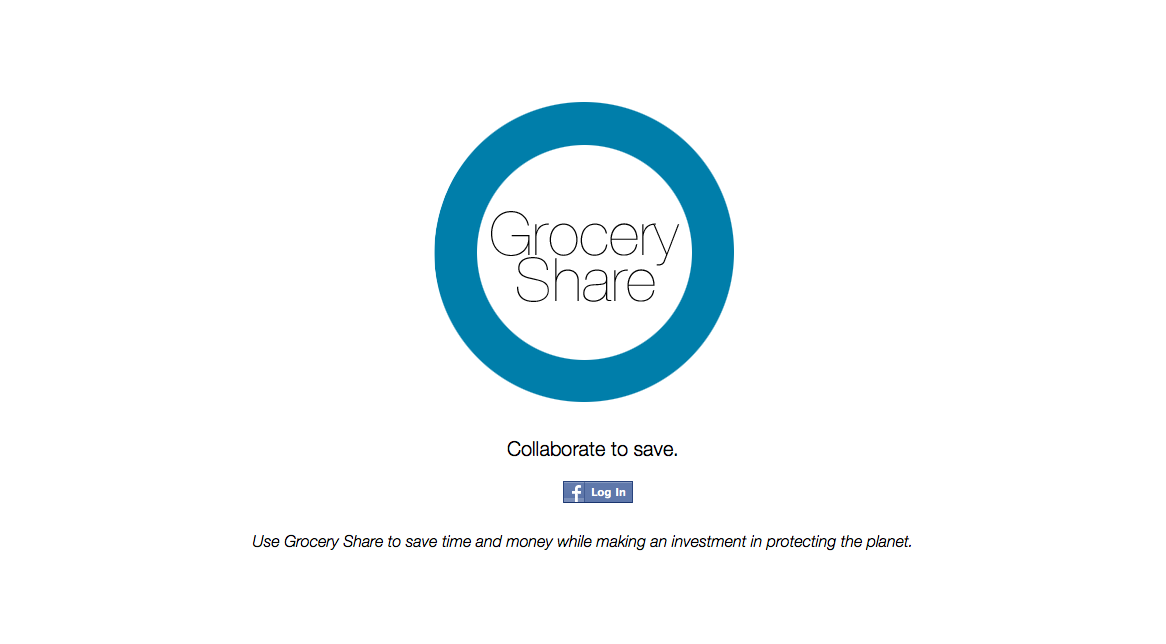 Grocery
Share
Collaborate to save.
f Log In
Use Grocery Share to save time and money while making an investment in protecting the planet.